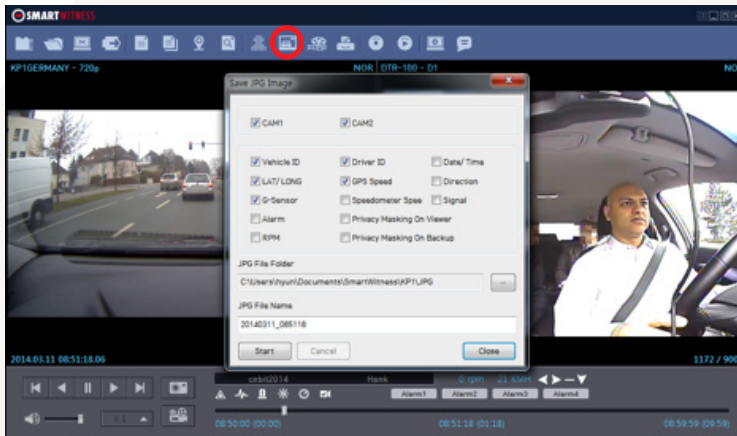 SMARTWITNESS
KP1GERMANY - 720p
NOR DTR-100 - D1
NO
Save JPG Image
CAM1 CAM2
Vehicle ID Driver ID Date/ Time
LAT/ LONG GPS Speed Direction
G-Sensor Speedometer Spee Signal
Alarm Privacy Masking On Viewer
RPM Privacy Masking On Backup
JPG File Folder
C:\Users\hyun\Documents\SmartWitness\KP1\JPG ...
JPG File Name
20140311_085118
Start Cancel Close
2014.03.11 08:51:18.06
1172 / 900
cebit2014 Hank 0 rpm 21 KM/H
Alarm1 Alarm2 Alarm3 Alarm4
x 1
08:50:00 (00:00) 08:51:18 (01:18) 08:59:59 (09:59)